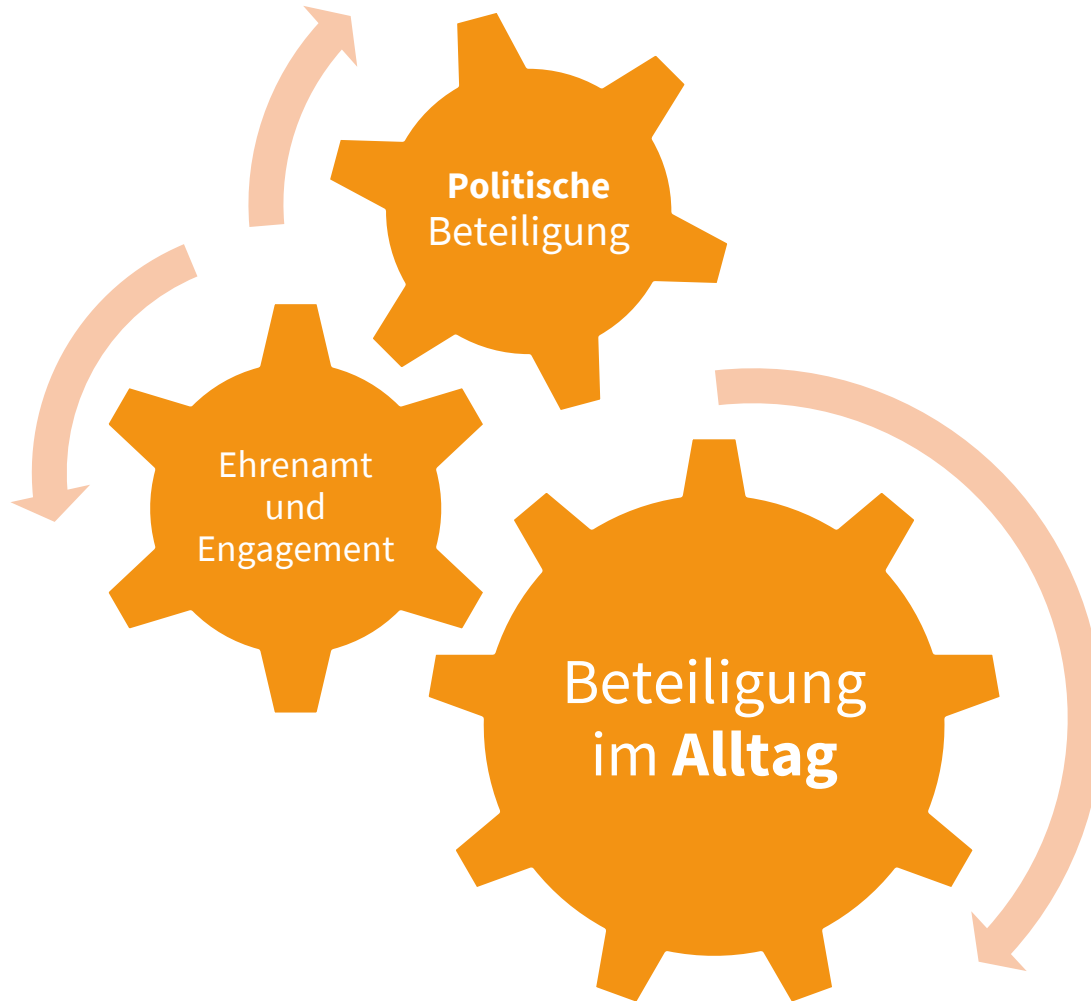 Politische
Beteiligung
Ehrenamt
und
Engagement
Beteiligung
im Alltag